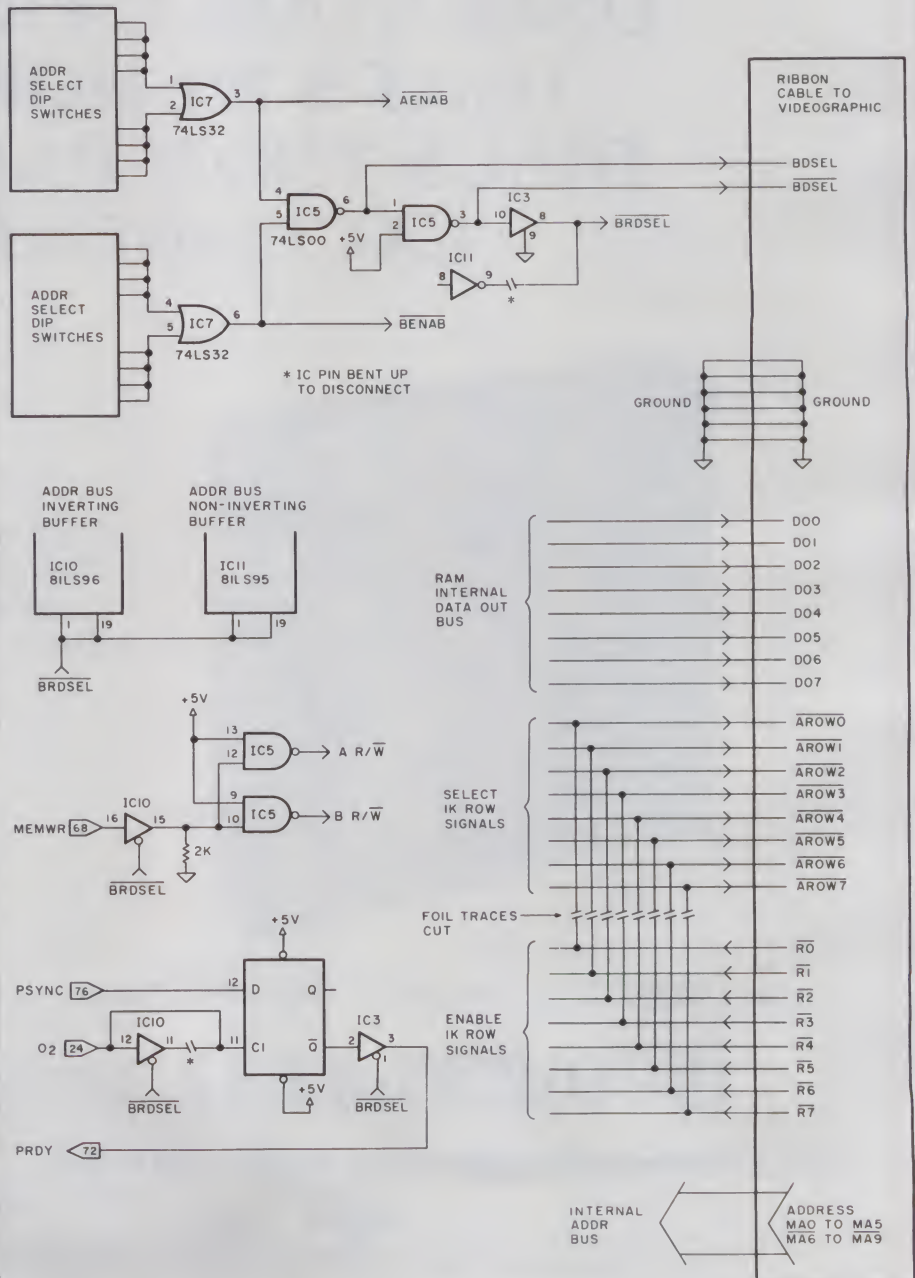 ADDR
SELECT
DIP
SWITCHES
1
2
IC7
3
74LS32
AENAB
4
5
IC5
6
74LS00
+5V
1
2
IC5
3
IC3
10
8
9
BRDSEL
IC11
8
9
*
ADDR
SELECT
DIP
SWITCHES
4
5
IC7
6
74LS32
BENAB
* IC PIN BENT UP
TO DISCONNECT
RIBBON
CABLE TO
VIDEOGRAPHIC
BDSEL
BDSEL
GROUND
GROUND
ADDR BUS
INVERTING
BUFFER
IC10
81LS96
1
19
BRDSEL
ADDR BUS
NON-INVERTING
BUFFER
IC11
81LS95
1
19
RAM
INTERNAL
DATA OUT
BUS
DO0
DO1
DO2
DO3
DO4
DO5
DO6
DO7
+5V
13
12
IC5
A R/W
9
10
IC5
B R/W
MEMWR 68
16
IC10
15
2K
BRDSEL
SELECT
1K ROW
SIGNALS
AROW0
AROW1
AROW2
AROW3
AROW4
AROW5
AROW6
AROW7
FOIL TRACES
CUT
ENABLE
1K ROW
SIGNALS
R0
R1
R2
R3
R4
R5
R6
R7
+5V
PSYNC 76
12
D
Q
O2 24
IC10
12
11
*
11
C1
Q
BRDSEL
+5V
IC3
2
3
1
BRDSEL
PRDY 72
INTERNAL
ADDR
BUS
ADDRESS
MA0 TO MA5
MA6 TO MA9